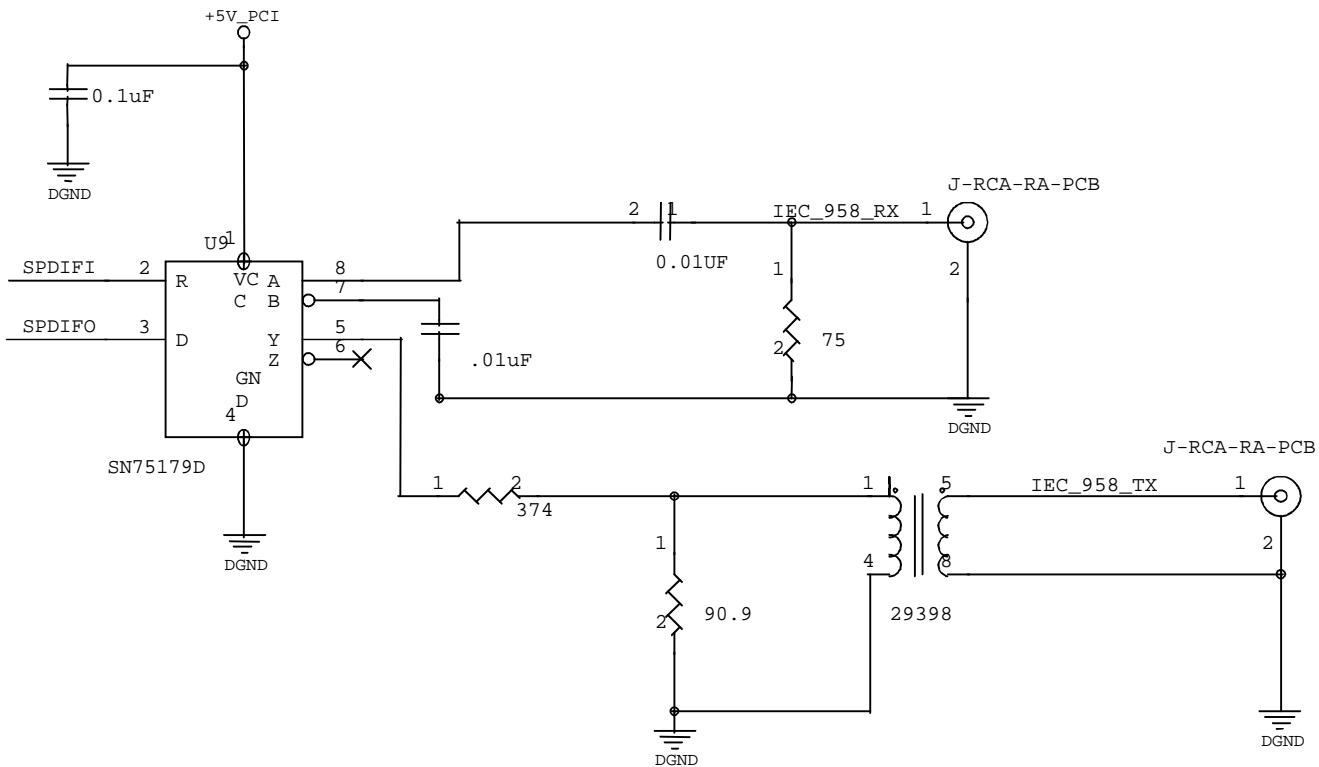 +5V_PCI
0.1uF
DGND
J-RCA-RA-PCB
2 1 IEC_958_RX 1
U9 1
0.01UF
2
SPDIFI 2 R VC A 8
1
C B 7
SPDIFO 3 D Y 5
2 75
Z 6
.01uF
GN
D
4
DGND
SN75179D
J-RCA-RA-PCB
1 2 1 5 IEC_958_TX 1
374
1 2
4 8
DGND
2 90.9 29398
DGND
DGND